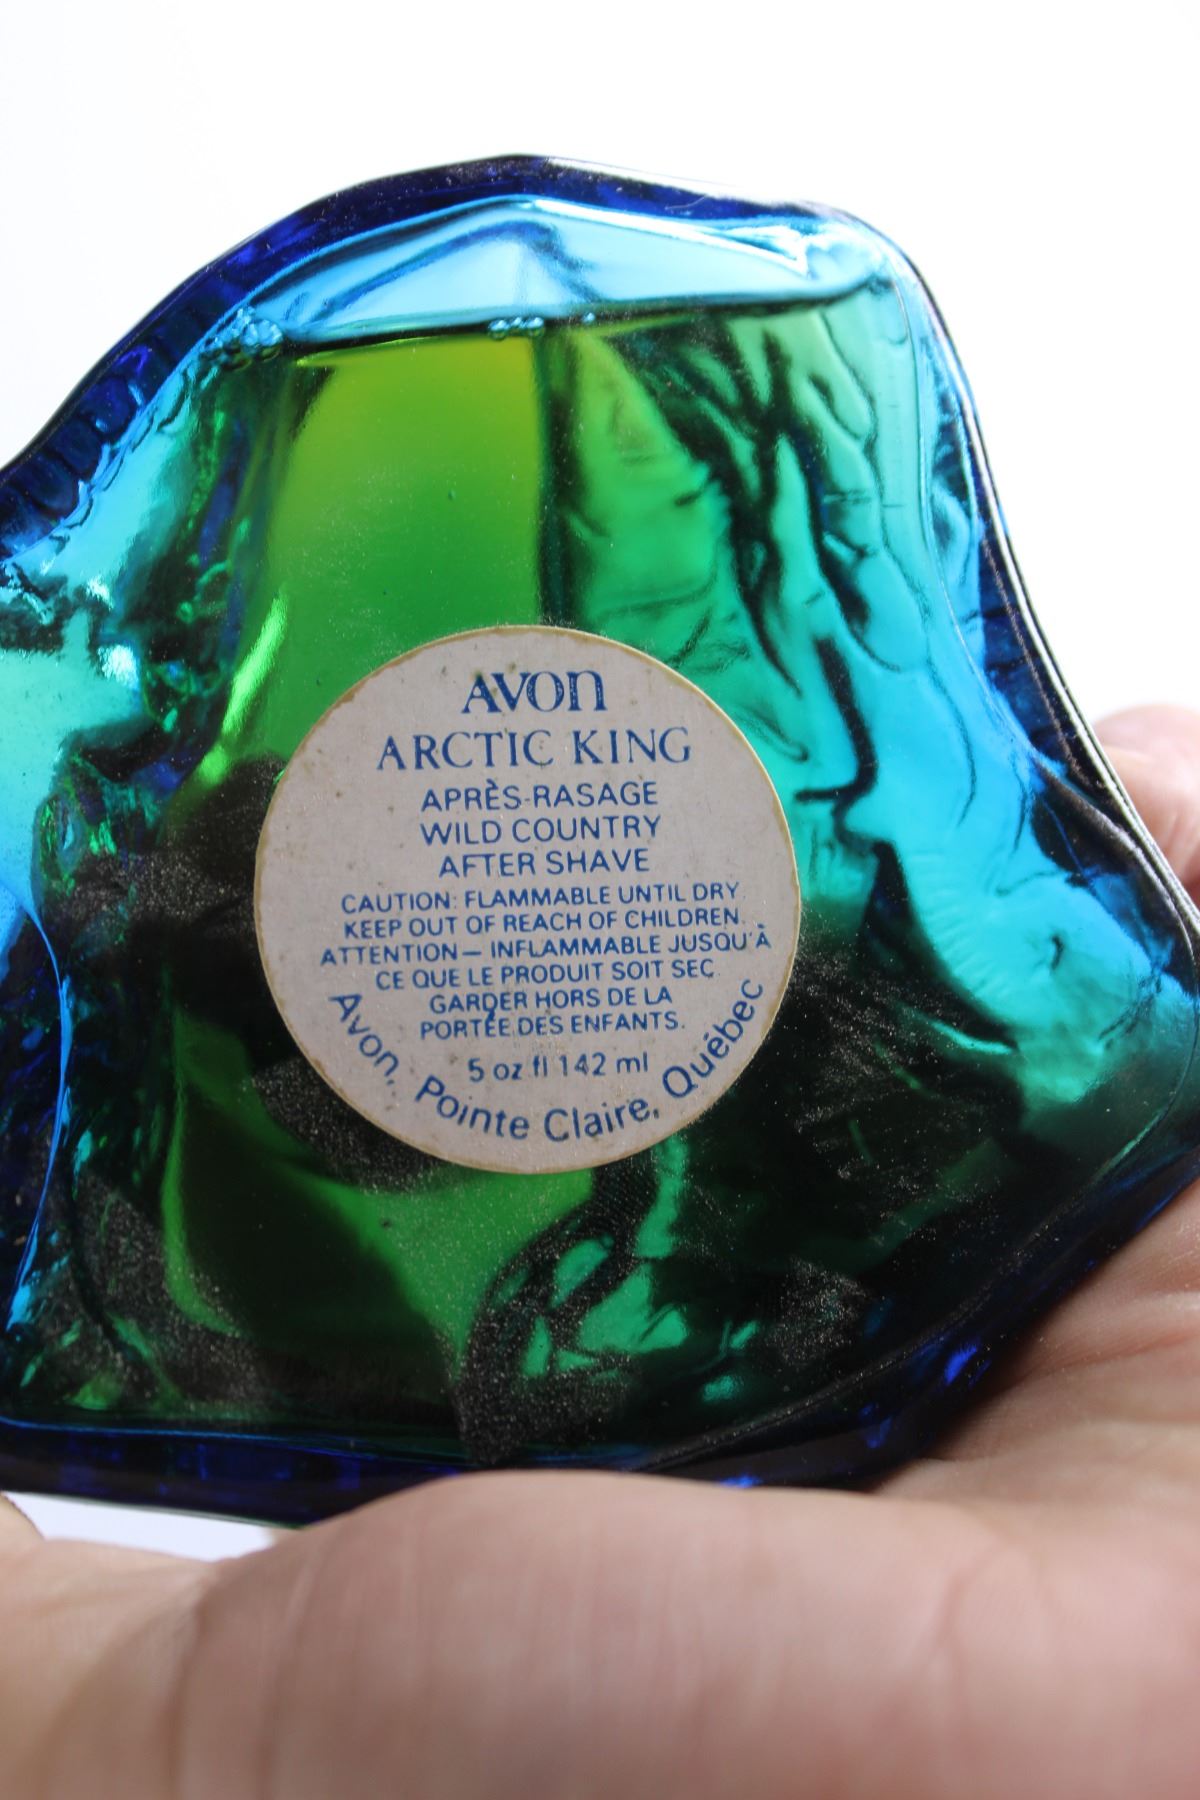 AVON
ARCTIC KING
APRÈS-RASAGE
WILD COUNTRY
AFTER SHAVE
CAUTION: FLAMMABLE UNTIL DRY.
KEEP OUT OF REACH OF CHILDREN.
ATTENTION— INFLAMMABLE JUSQU'À
CE QUE LE PRODUIT SOIT SEC
GARDER HORS DE LA
PORTÉE DES ENFANTS.
5 oz fl 142 ml
Avon, Pointe Claire, Québec